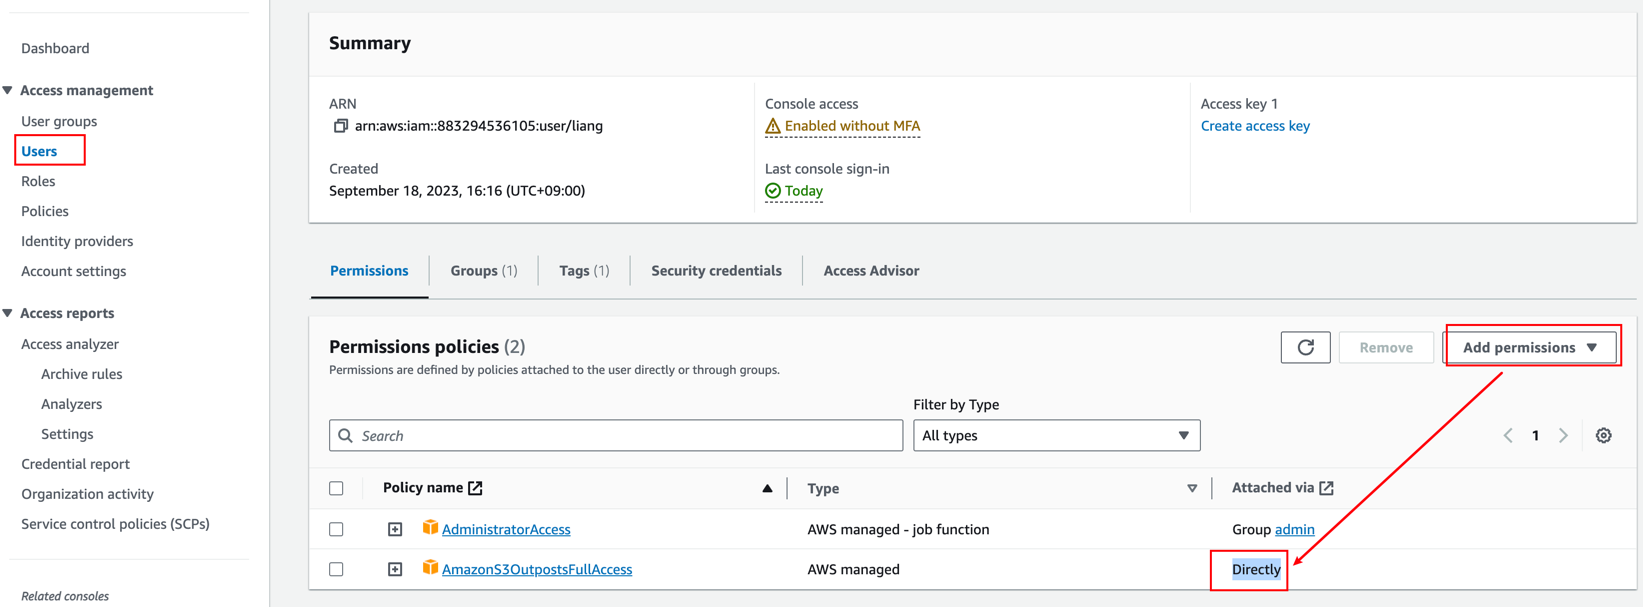 Dashboard
Access management
User groups
Users
Roles
Policies
Identity providers
Account settings
Access reports
Access analyzer
Archive rules
Analyzers
Settings
Credential report
Organization activity
Service control policies (SCPs)
Related consoles
Summary
ARN
arn:aws:iam::883294536105:user/liang
Created
September 18, 2023, 16:16 (UTC+09:00)
Console access
Enabled without MFA
Last console sign-in
Today
Access key 1
Create access key
Permissions
Groups (1)
Tags (1)
Security credentials
Access Advisor
Permissions policies (2)
Permissions are defined by policies attached to the user directly or through groups.
Remove
Add permissions
Search
Filter by Type
All types
1
Policy name
Type
Attached via
AdministratorAccess
AWS managed - job function
Group admin
AmazonS3OutpostsFullAccess
AWS managed
Directly